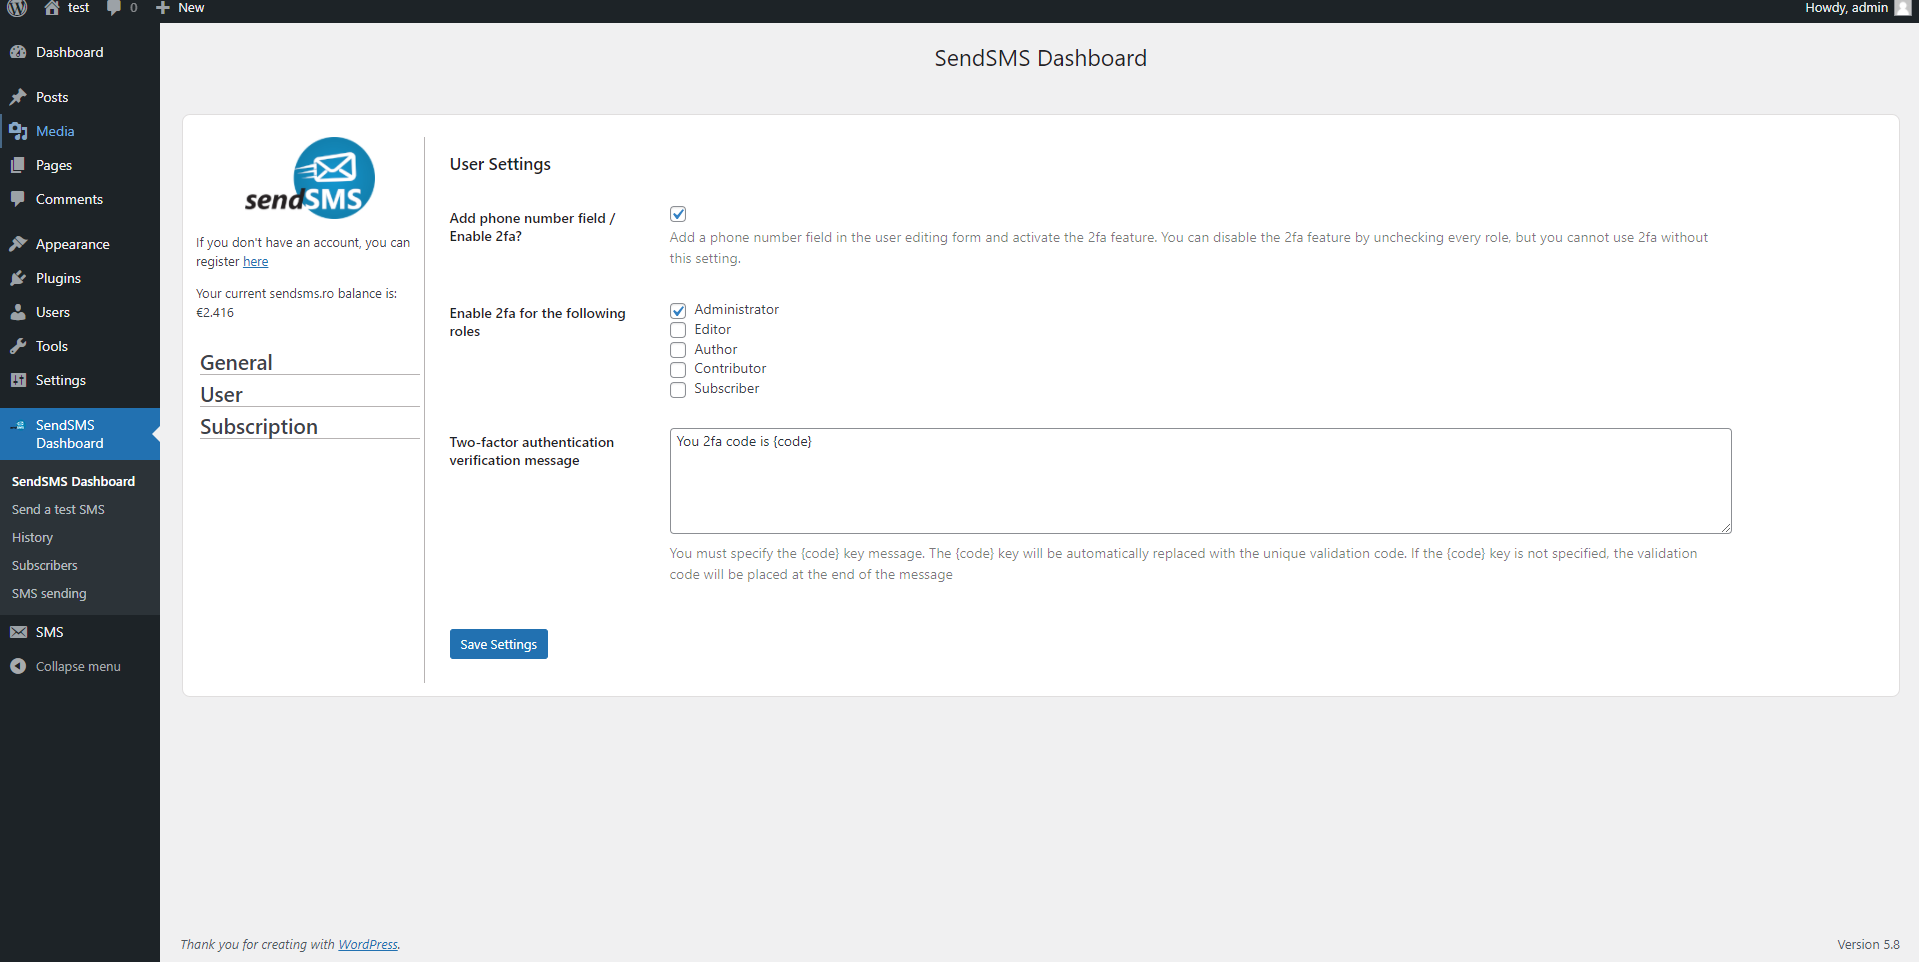 test
0
New
Howdy, admin
Dashboard
Posts
Media
Pages
Comments
Appearance
Plugins
Users
Tools
Settings
SendSMS
Dashboard
SendSMS Dashboard
Send a test SMS
History
Subscribers
SMS sending
SMS
Collapse menu
SendSMS Dashboard
sendSMS
If you don't have an account, you can
register here
Your current sendsms.ro balance is:
€2.416
General
User
Subscription
User Settings
Add phone number field /
Enable 2fa?
Add a phone number field in the user editing form and activate the 2fa feature. You can disable the 2fa feature by unchecking every role, but you cannot use 2fa without
this setting.
Enable 2fa for the following
roles
Administrator
Editor
Author
Contributor
Subscriber
Two-factor authentication
verification message
You 2fa code is {code}
You must specify the {code} key message. The {code} key will be automatically replaced with the unique validation code. If the {code} key is not specified, the validation
code will be placed at the end of the message
Save Settings
Thank you for creating with WordPress.
Version 5.8